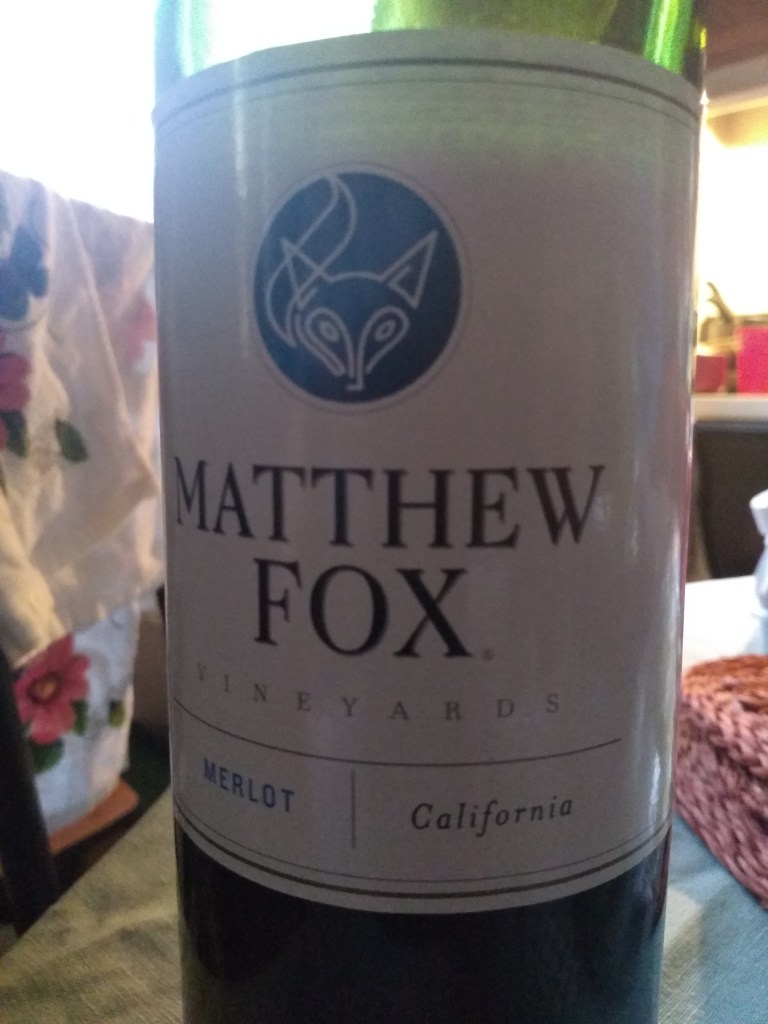 MATTHEW
FOX®
VINEYARDS
MERLOT
California